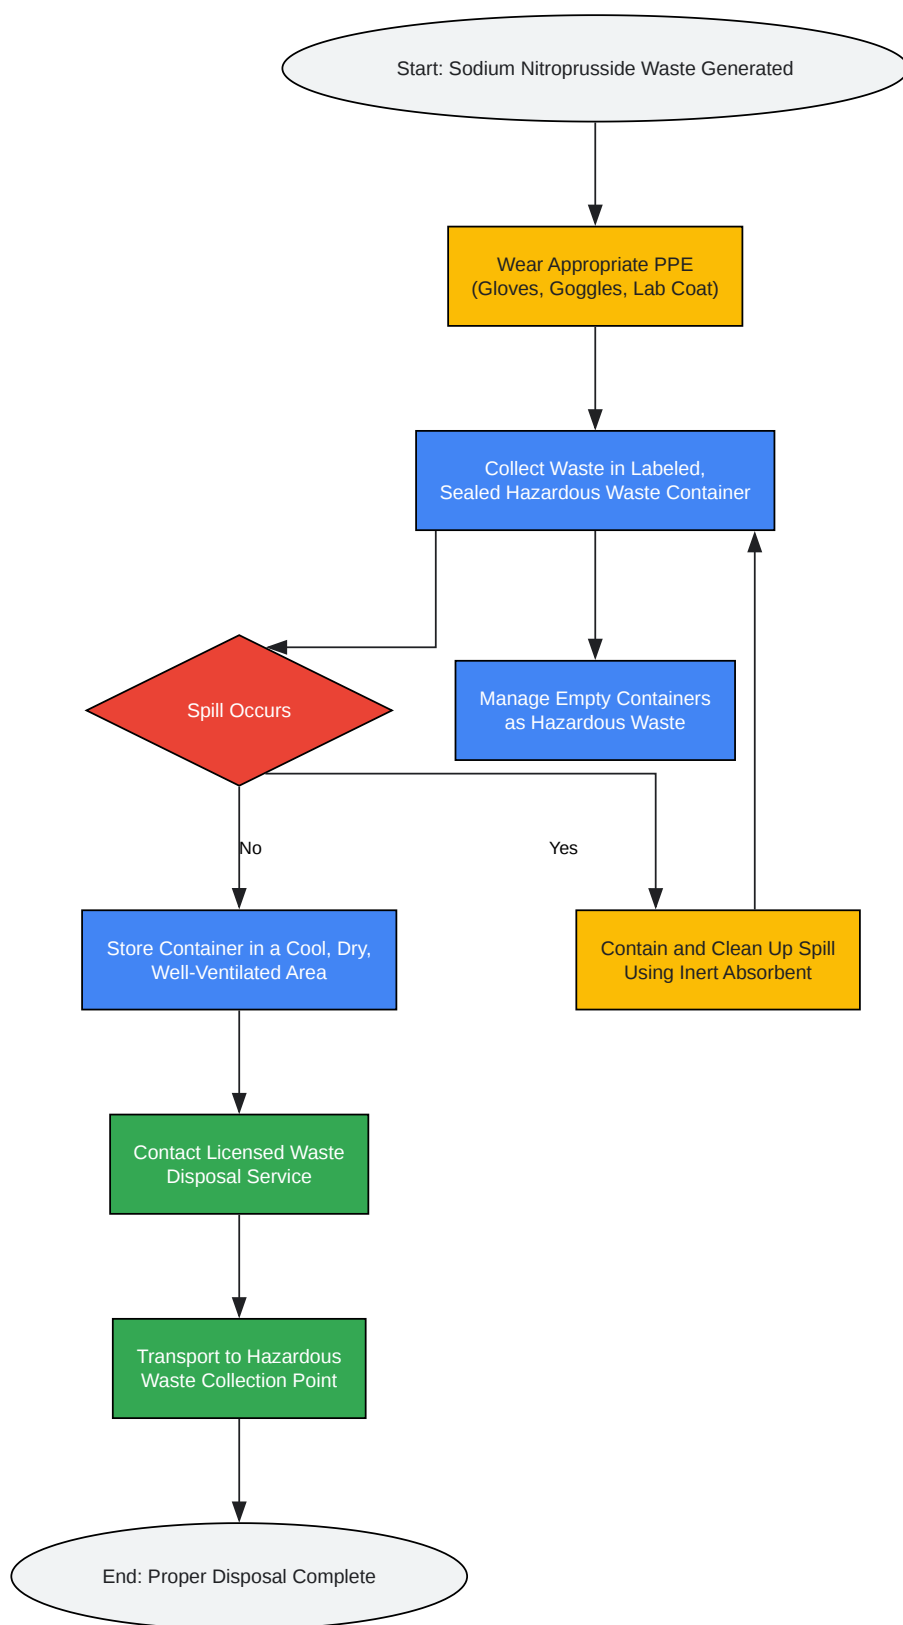 Start: Sodium Nitroprusside Waste Generated
Wear Appropriate PPE
(Gloves, Goggles, Lab Coat)
Collect Waste in Labeled,
Sealed Hazardous Waste Container
Spill Occurs
Manage Empty Containers
as Hazardous Waste
No
Yes
Store Container in a Cool, Dry,
Well-Ventilated Area
Contain and Clean Up Spill
Using Inert Absorbent
Contact Licensed Waste
Disposal Service
Transport to Hazardous
Waste Collection Point
End: Proper Disposal Complete